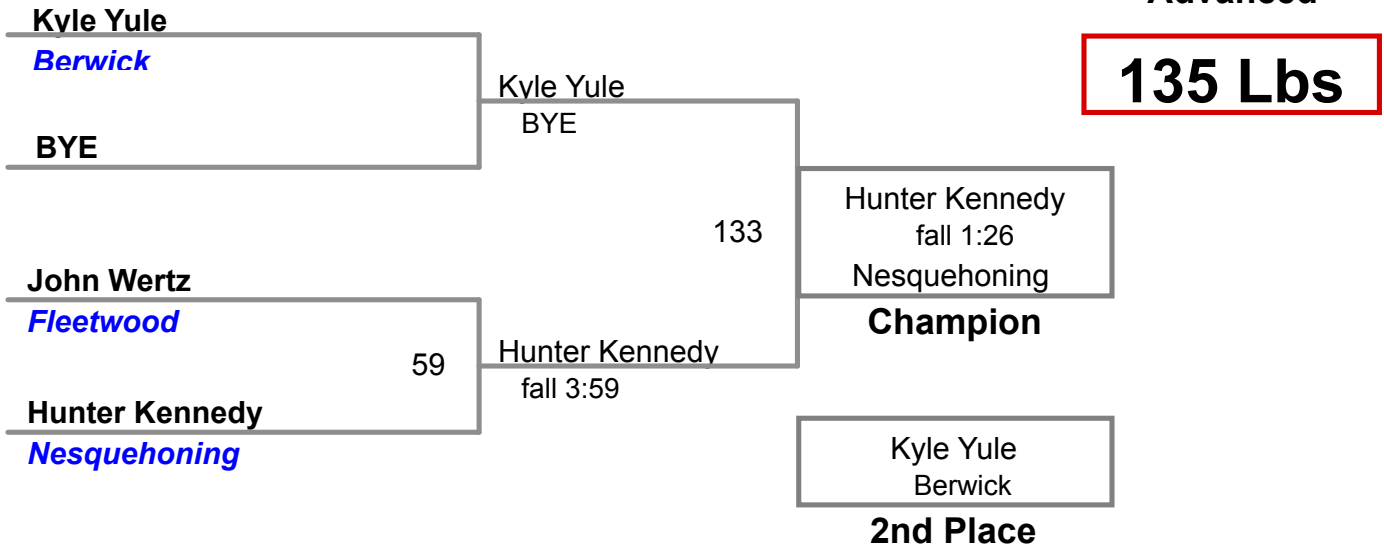 Advanced
135 Lbs
Kyle Yule
Berwick
BYE
Kyle Yule
BYE
John Wertz
Fleetwood
59
Hunter Kennedy
Nesquehoning
Hunter Kennedy
fall 3:59
133
Hunter Kennedy
fall 1:26
Nesquehoning
Champion
Kyle Yule
Berwick
2nd Place